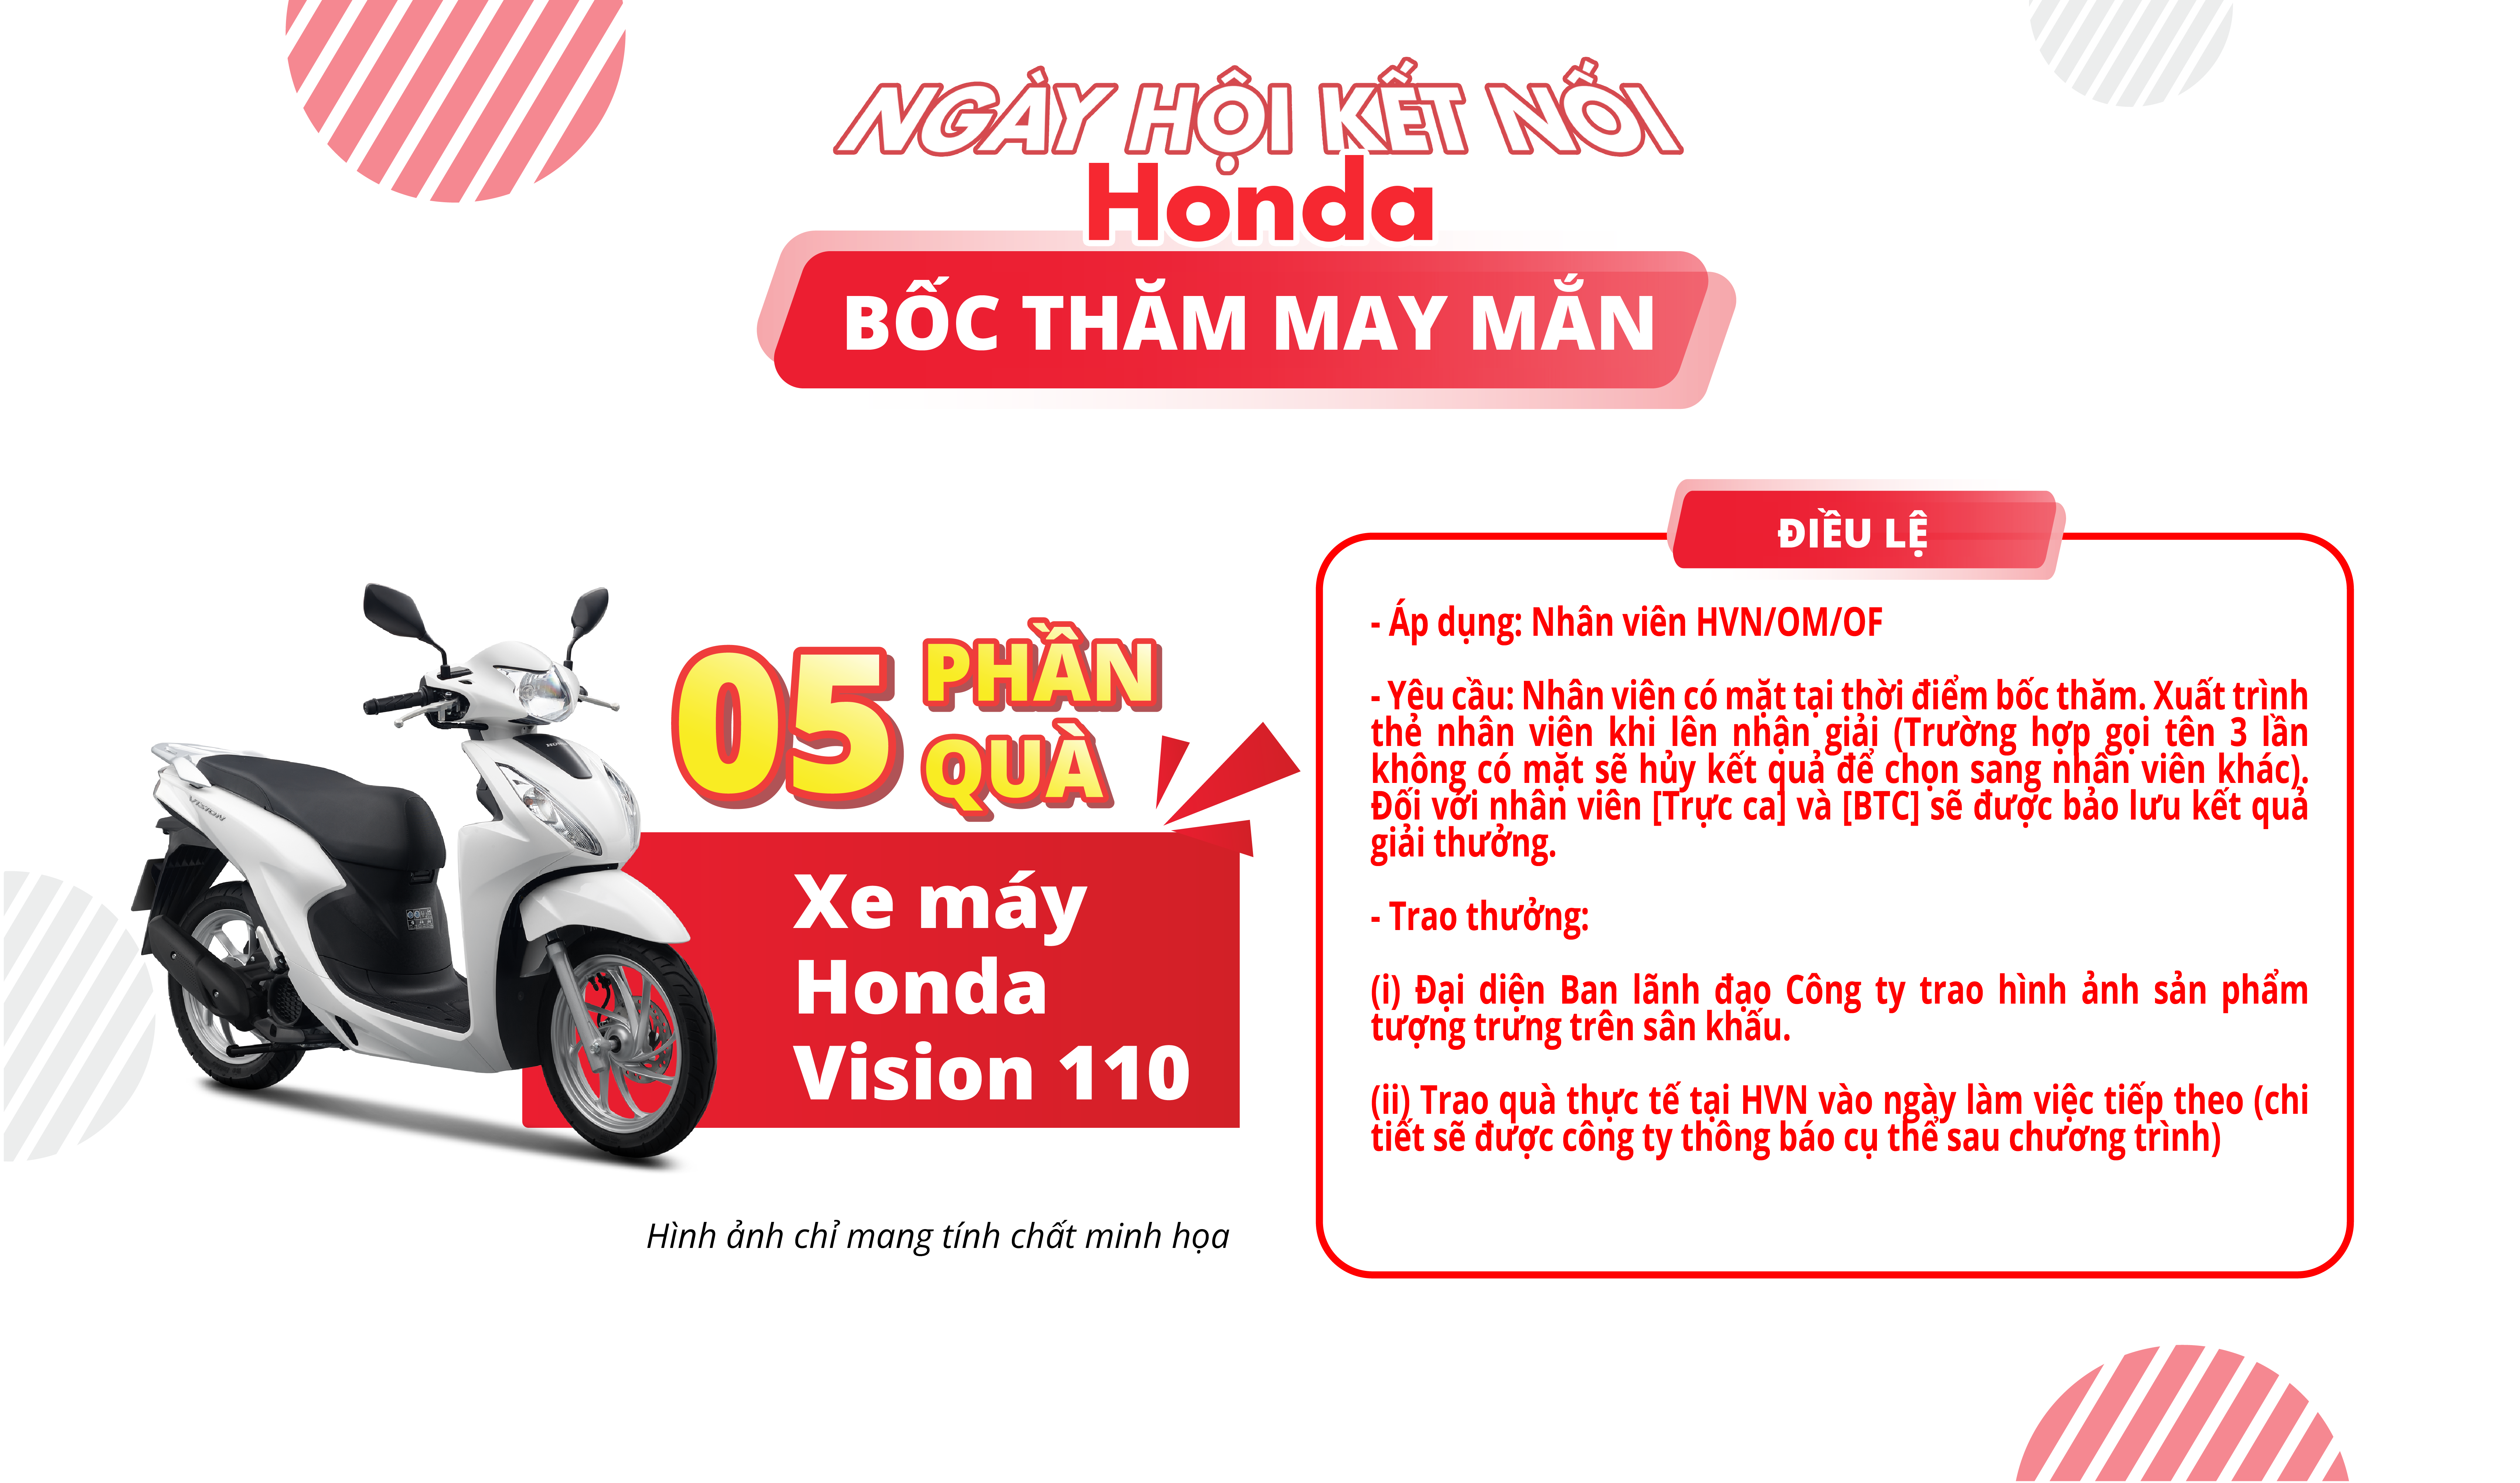 NGÀY HỘI KẾT NỒI
Honda
BỐC THĂM MAY MẮN
05 PHẦN
QUÀ
Xe máy
Honda
Vision 110
VISION
Hình ảnh chỉ mang tính chất minh họa
ĐIỀU LỆ
- Áp dụng: Nhân viên HVN/OM/OF
- Yêu cầu: Nhân viên có mặt tại thời điểm bốc thăm. Xuất trình
thẻ nhân viên khi lên nhận giải (Trường hợp gọi tên 3 lần
không có mặt sẽ hủy kết quả để chọn sang nhân viên khác).
Đối với nhân viên [Trực ca] và [BTC] sẽ được bảo lưu kết quả
giải thưởng.
- Trao thưởng:
(i) Đại diện Ban lãnh đạo Công ty trao hình ảnh sản phẩm
tượng trưng trên sân khấu.
(ii) Trao quà thực tế tại HVN vào ngày làm việc tiếp theo (chi
tiết sẽ được công ty thông báo cụ thể sau chương trình)